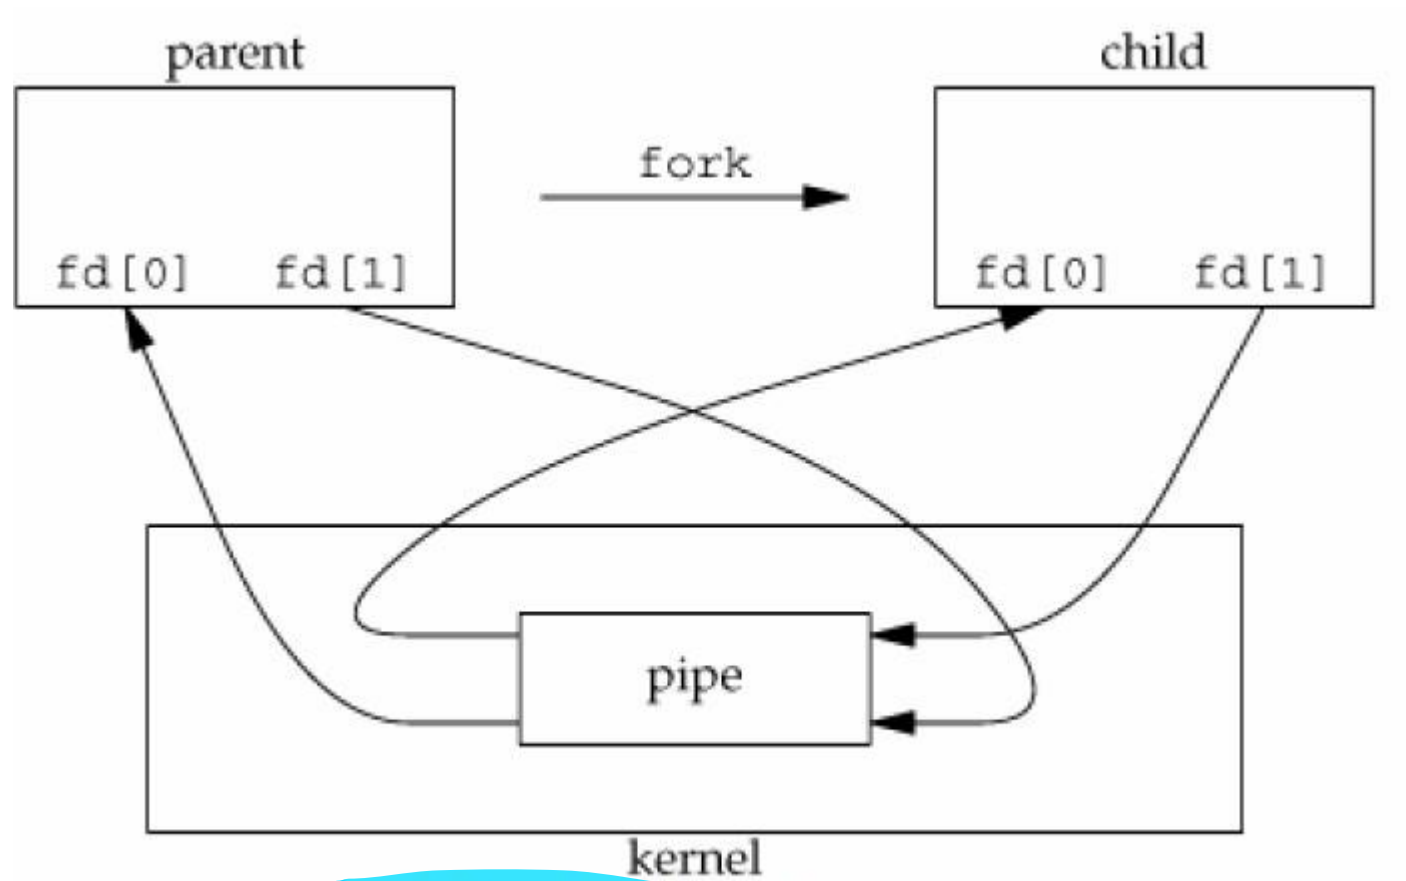 parent child
fork
fd[0] fd[1] fd[0] fd[1]
pipe
kernel